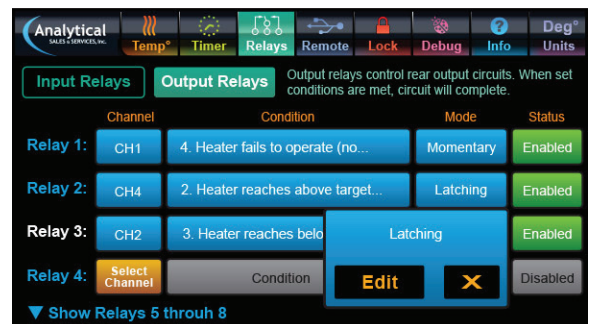 Analytical
SALES & SERVICES, INC.
Temp°
Timer
Relays
Remote
Lock
Debug
Info
Deg°
Units
Input Relays
Output Relays
Output relays control rear output circuits. When set
conditions are met, circuit will complete.
Channel Condition Mode Status
Relay 1: CH1 4. Heater fails to operate (no... Momentary Enabled
Relay 2: CH4 2. Heater reaches above target... Latching Enabled
Relay 3: CH2 3. Heater reaches belo Latching Enabled
Relay 4: Select
Channel Condition Edit X Disabled
▼ Show Relays 5 throuh 8